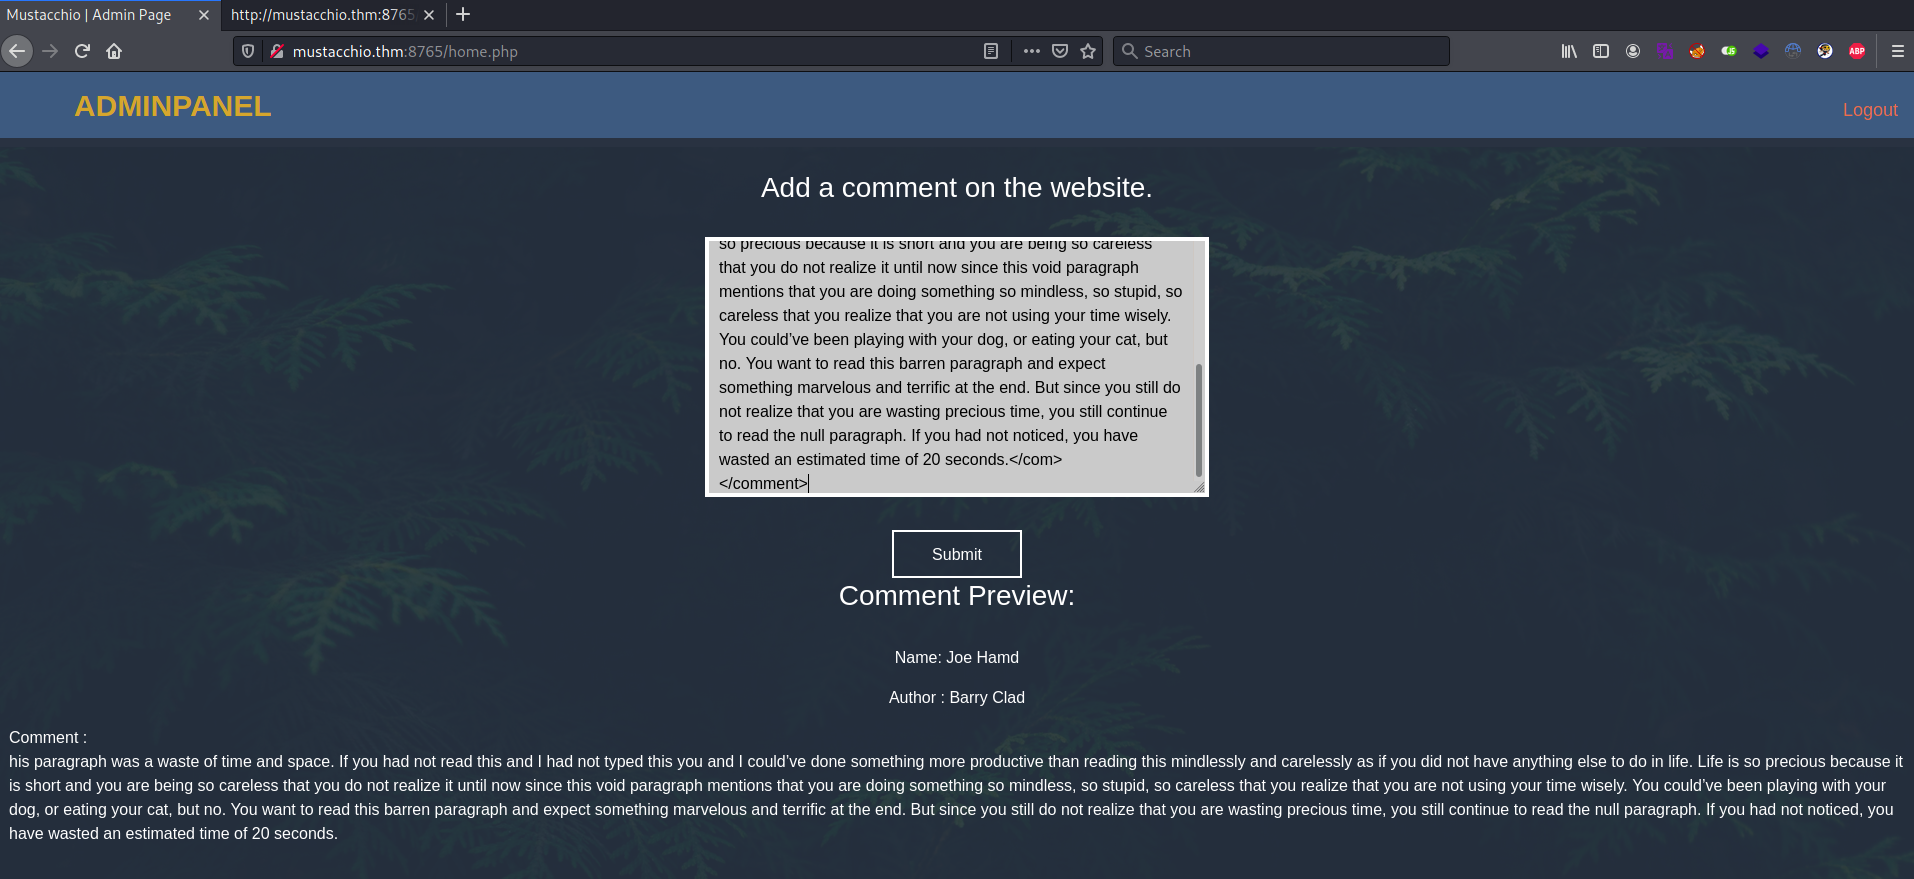 Mustacchio | Admin Page
http://mustacchio.thm:8765
mustacchio.thm:8765/home.php
Search
JS
ABP
ADMINPANEL
Logout
Add a comment on the website.
so precious because it is short and you are being so careless
that you do not realize it until now since this void paragraph
mentions that you are doing something so mindless, so stupid, so
careless that you realize that you are not using your time wisely.
You could’ve been playing with your dog, or eating your cat, but
no. You want to read this barren paragraph and expect
something marvelous and terrific at the end. But since you still do
not realize that you are wasting precious time, you still continue
to read the null paragraph. If you had not noticed, you have
wasted an estimated time of 20 seconds.</com>
</comment>
Submit
Comment Preview:
Name: Joe Hamd
Author : Barry Clad
Comment :
his paragraph was a waste of time and space. If you had not read this and I had not typed this you and I could’ve done something more productive than reading this mindlessly and carelessly as if you did not have anything else to do in life. Life is so precious because it
is short and you are being so careless that you do not realize it until now since this void paragraph mentions that you are doing something so mindless, so stupid, so careless that you realize that you are not using your time wisely. You could’ve been playing with your
dog, or eating your cat, but no. You want to read this barren paragraph and expect something marvelous and terrific at the end. But since you still do not realize that you are wasting precious time, you still continue to read the null paragraph. If you had not noticed, you
have wasted an estimated time of 20 seconds.